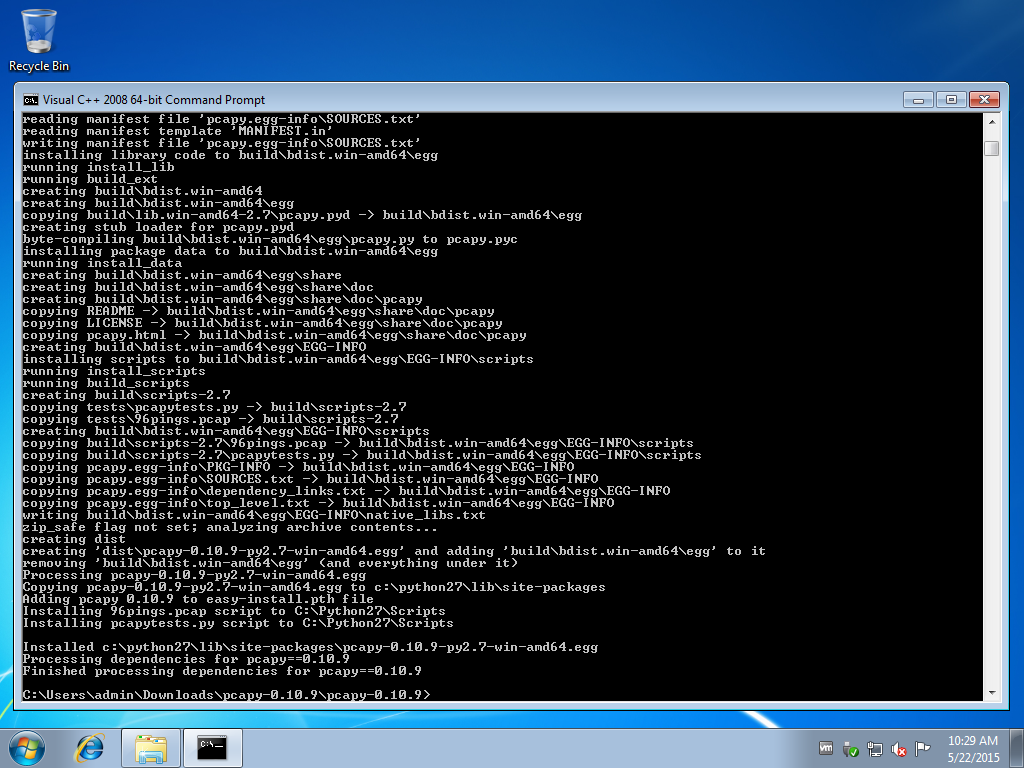 Recycle Bin
Visual C++ 2008 64-bit Command Prompt
reading manifest file 'pcapy.egg-info\SOURCES.txt'
reading manifest template 'MANIFEST.in'
writing manifest file 'pcapy.egg-info\SOURCES.txt'
installing library code to build\bdist.win-amd64\egg
running install_lib
running build_ext
creating build\bdist.win-amd64
creating build\bdist.win-amd64\egg
copying build\lib.win-amd64-2.7\pcapy.pyd -> build\bdist.win-amd64\egg
creating stub loader for pcapy.pyd
byte-compiling build\bdist.win-amd64\egg\pcapy.py to pcapy.pyc
installing package data to build\bdist.win-amd64\egg
running install_data
creating build\bdist.win-amd64\egg\share
creating build\bdist.win-amd64\egg\share\doc
creating build\bdist.win-amd64\egg\share\doc\pcapy
copying README -> build\bdist.win-amd64\egg\share\doc\pcapy
copying LICENSE -> build\bdist.win-amd64\egg\share\doc\pcapy
copying pcapy.html -> build\bdist.win-amd64\egg\share\doc\pcapy
creating build\bdist.win-amd64\egg\EGG-INFO
installing scripts to build\bdist.win-amd64\egg\EGG-INFO\scripts
running install_scripts
running build_scripts
creating build\scripts-2.7
copying tests\pcapytests.py -> build\scripts-2.7
copying tests\96pings.pcap -> build\scripts-2.7
creating build\bdist.win-amd64\egg\EGG-INFO\scripts
copying build\scripts-2.7\96pings.pcap -> build\bdist.win-amd64\egg\EGG-INFO\scripts
copying build\scripts-2.7\pcapytests.py -> build\bdist.win-amd64\egg\EGG-INFO\scripts
copying pcapy.egg-info\PKG-INFO -> build\bdist.win-amd64\egg\EGG-INFO
copying pcapy.egg-info\SOURCES.txt -> build\bdist.win-amd64\egg\EGG-INFO
copying pcapy.egg-info\dependency_links.txt -> build\bdist.win-amd64\egg\EGG-INFO
copying pcapy.egg-info\top_level.txt -> build\bdist.win-amd64\egg\EGG-INFO
writing build\bdist.win-amd64\egg\EGG-INFO\native_libs.txt
zip_safe flag not set; analyzing archive contents...
creating dist
creating 'dist\pcapy-0.10.9-py2.7-win-amd64.egg' and adding 'build\bdist.win-amd64\egg' to it
removing 'build\bdist.win-amd64\egg' (and everything under it)
Processing pcapy-0.10.9-py2.7-win-amd64.egg
Copying pcapy-0.10.9-py2.7-win-amd64.egg to c:\python27\lib\site-packages
Adding pcapy 0.10.9 to easy-install.pth file
Installing 96pings.pcap script to C:\Python27\Scripts
Installing pcapytests.py script to C:\Python27\Scripts
Installed c:\python27\lib\site-packages\pcapy-0.10.9-py2.7-win-amd64.egg
Processing dependencies for pcapy==0.10.9
Finished processing dependencies for pcapy==0.10.9
C:\Users\admin\Downloads\pcapy-0.10.9\pcapy-0.10.9>
10:29 AM
5/22/2015